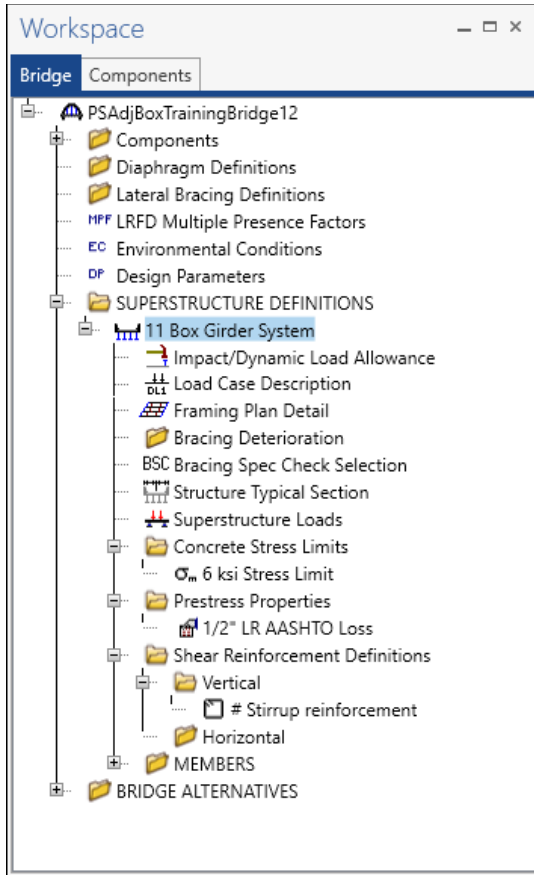 Workspace
Bridge Components
PSAdjBoxTrainingBridge12
Components
Diaphragm Definitions
Lateral Bracing Definitions
MPF LRFD Multiple Presence Factors
EC Environmental Conditions
DP Design Parameters
SUPERSTRUCTURE DEFINITIONS
11 Box Girder System
Impact/Dynamic Load Allowance
DL1 Load Case Description
Framing Plan Detail
Bracing Deterioration
BSC Bracing Spec Check Selection
Structure Typical Section
Superstructure Loads
Concrete Stress Limits
σm 6 ksi Stress Limit
Prestress Properties
1/2" LR AASHTO Loss
Shear Reinforcement Definitions
Vertical
# Stirrup reinforcement
Horizontal
MEMBERS
BRIDGE ALTERNATIVES